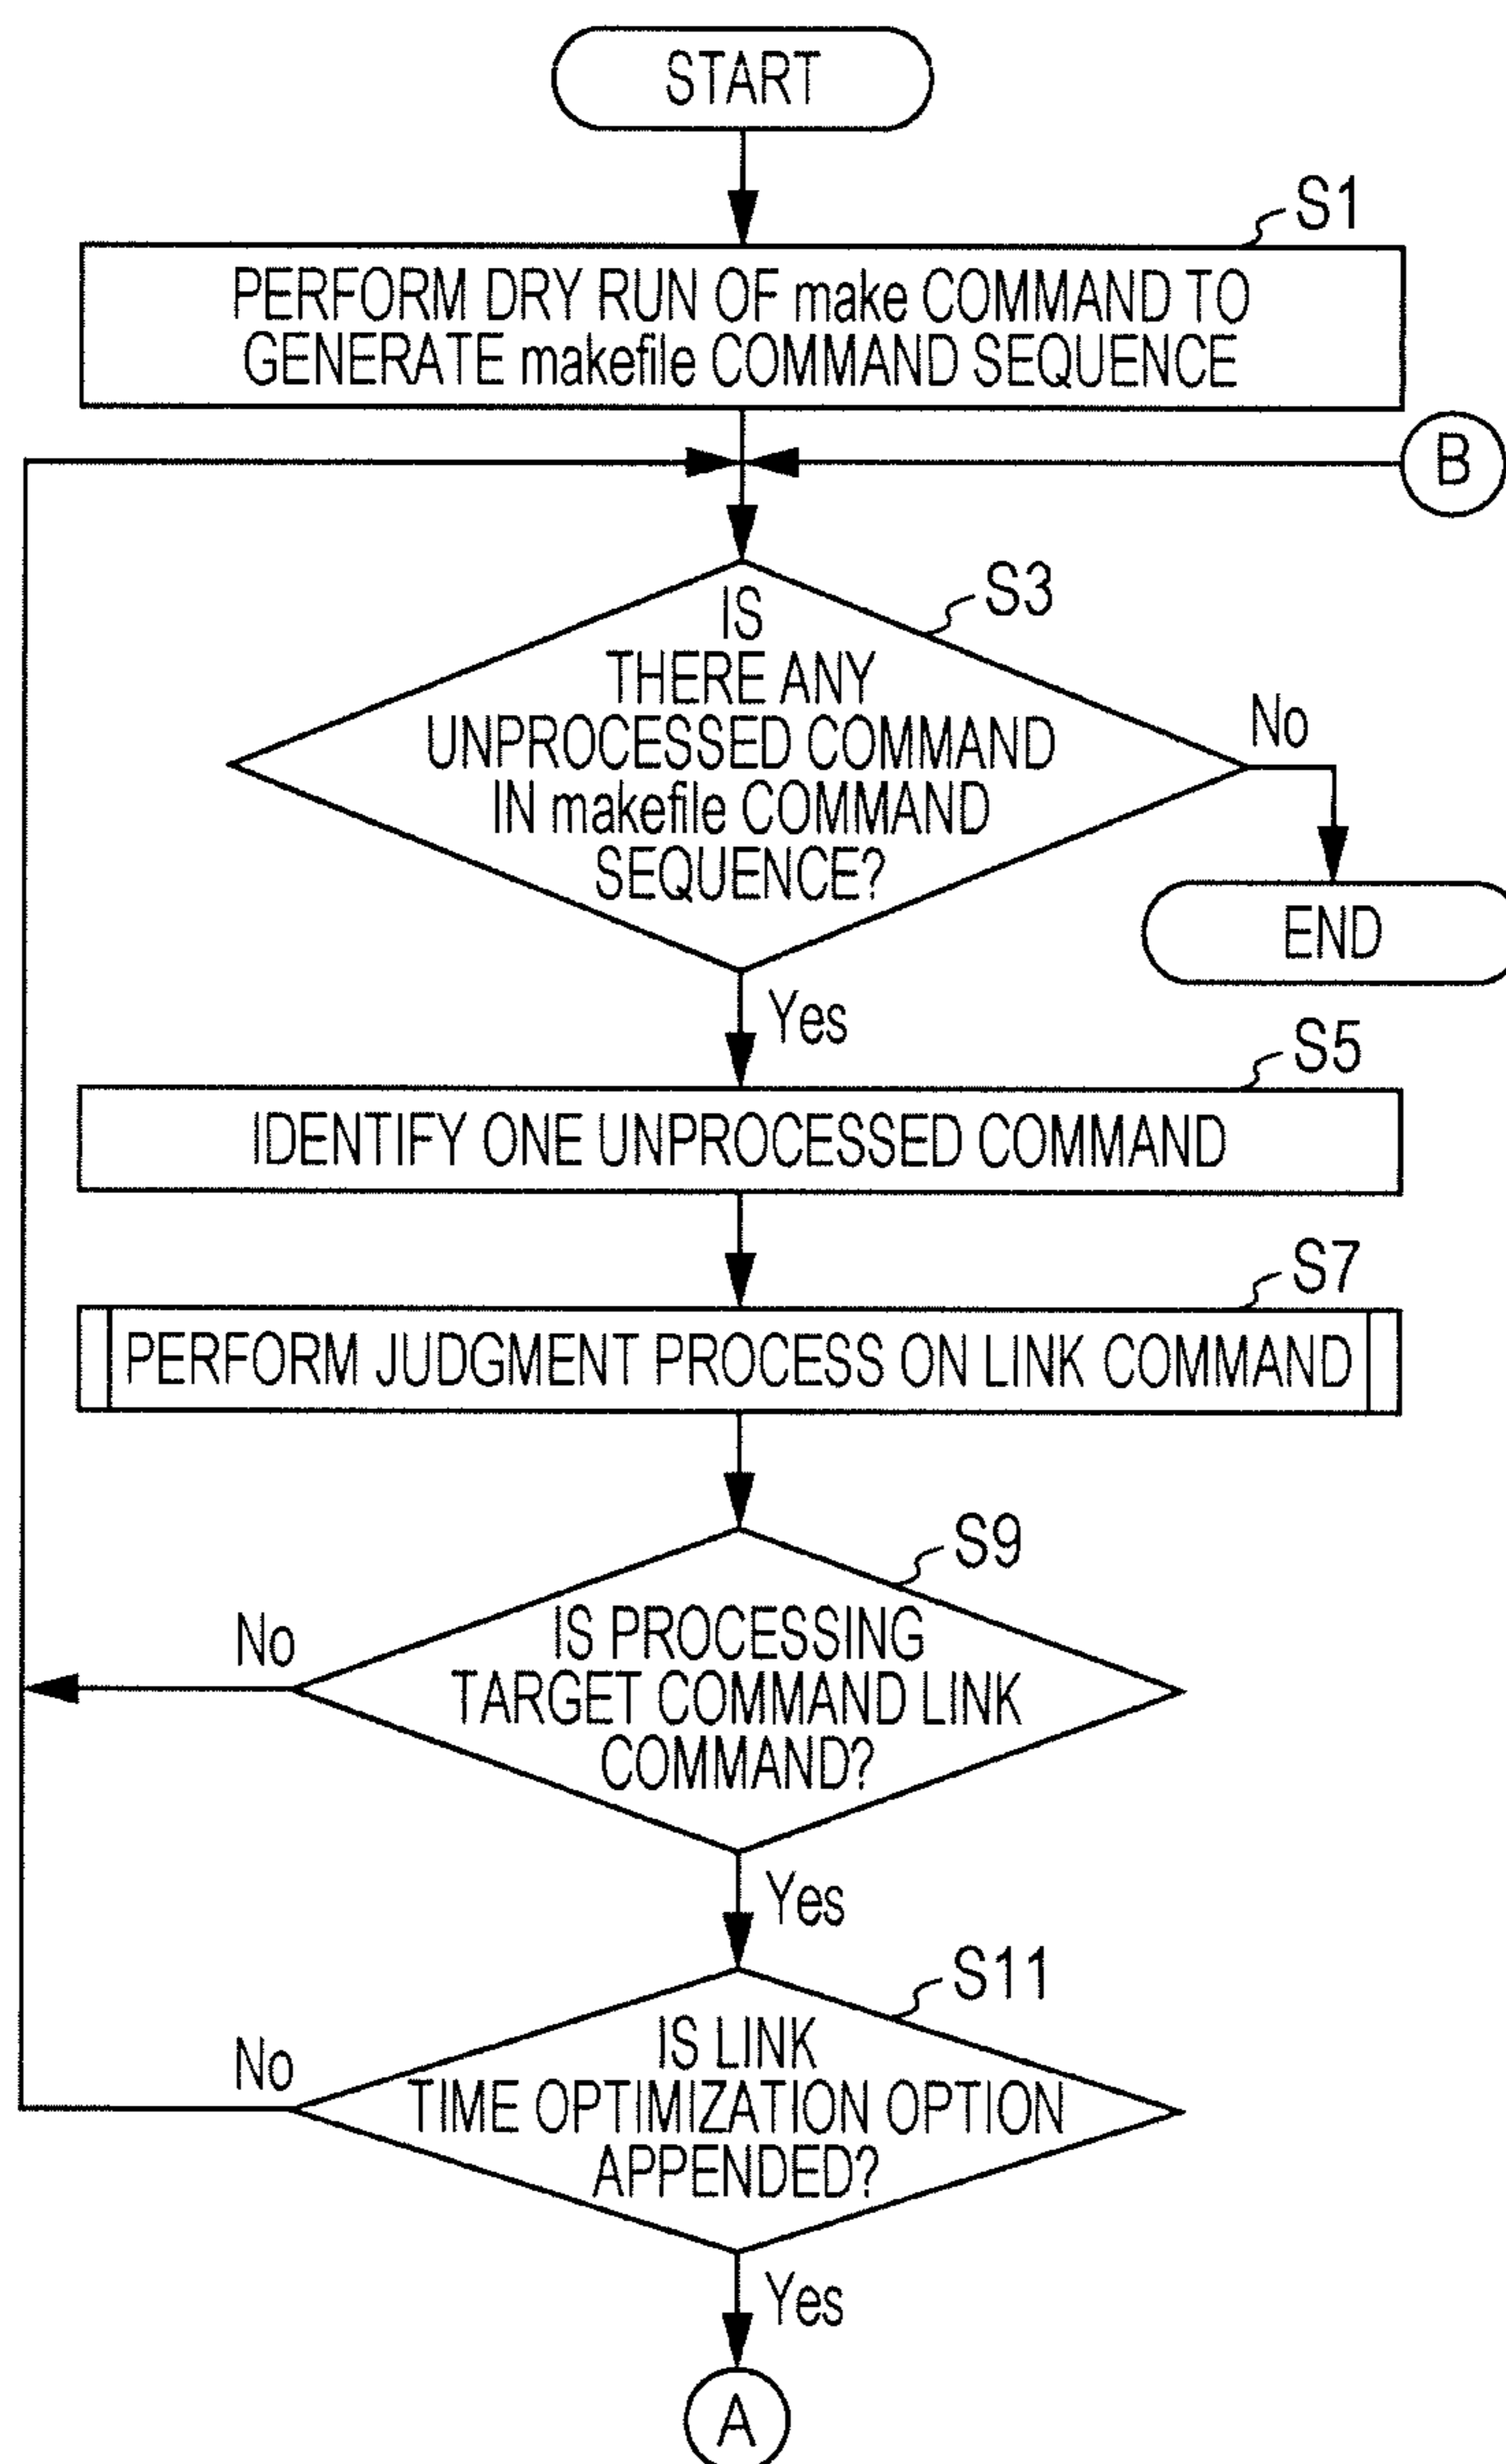 START
S1
PERFORM DRY RUN OF make COMMAND TO
GENERATE makefile COMMAND SEQUENCE
B
S3
IS
THERE ANY
UNPROCESSED COMMAND
IN makefile COMMAND
SEQUENCE?
No
END
Yes
S5
IDENTIFY ONE UNPROCESSED COMMAND
S7
PERFORM JUDGMENT PROCESS ON LINK COMMAND
S9
No
IS PROCESSING
TARGET COMMAND LINK
COMMAND?
Yes
S11
No
IS LINK
TIME OPTIMIZATION OPTION
APPENDED?
Yes
A